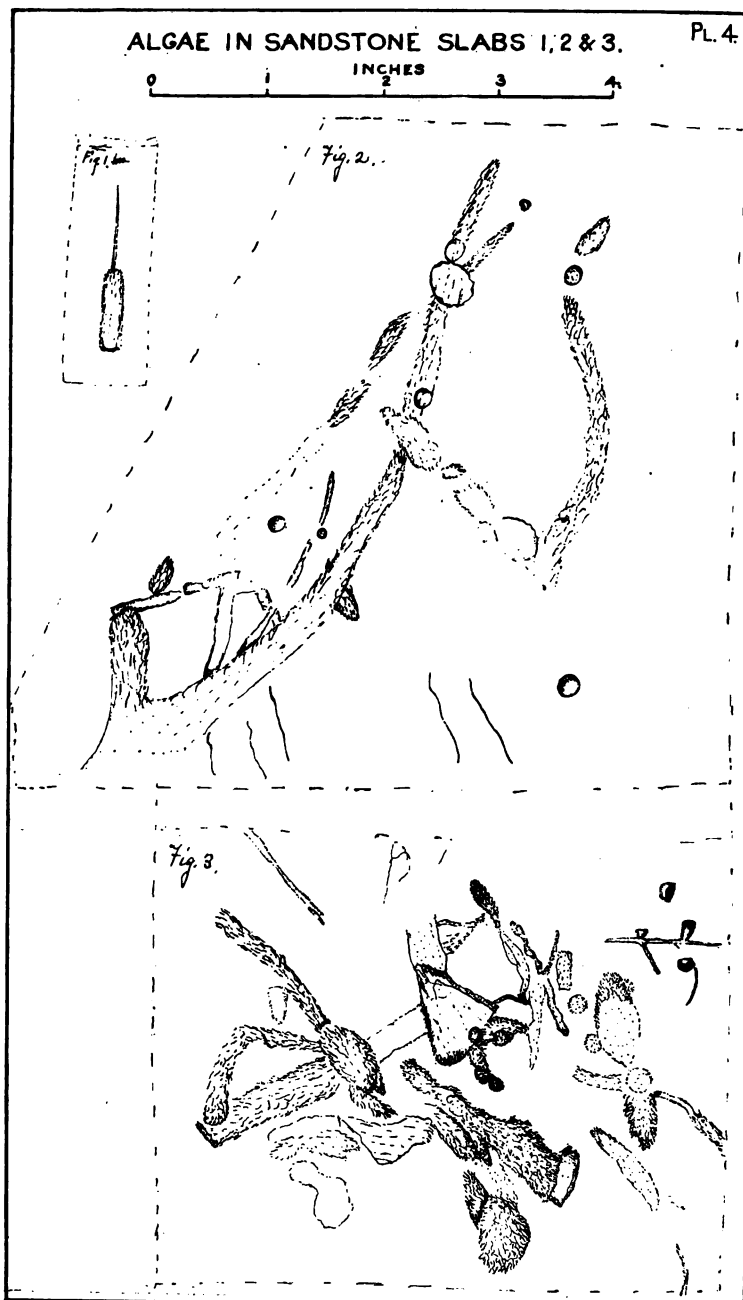 PL. 4.
ALGAE IN SANDSTONE SLABS 1, 2 & 3.
INCHES
0 1 2 3 4
Fig. 1.
Fig. 2.
Fig. 3.